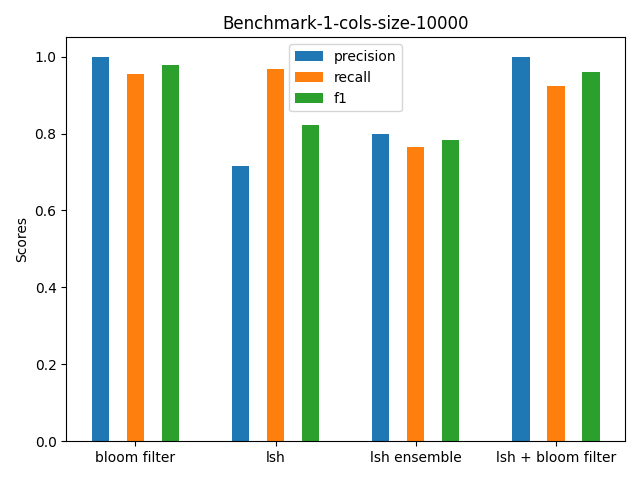 Benchmark-1-cols-size-10000
precision
recall
f1
Scores
1.0
0.8
0.6
0.4
0.2
0.0
bloom filter
lsh
lsh ensemble
lsh + bloom filter